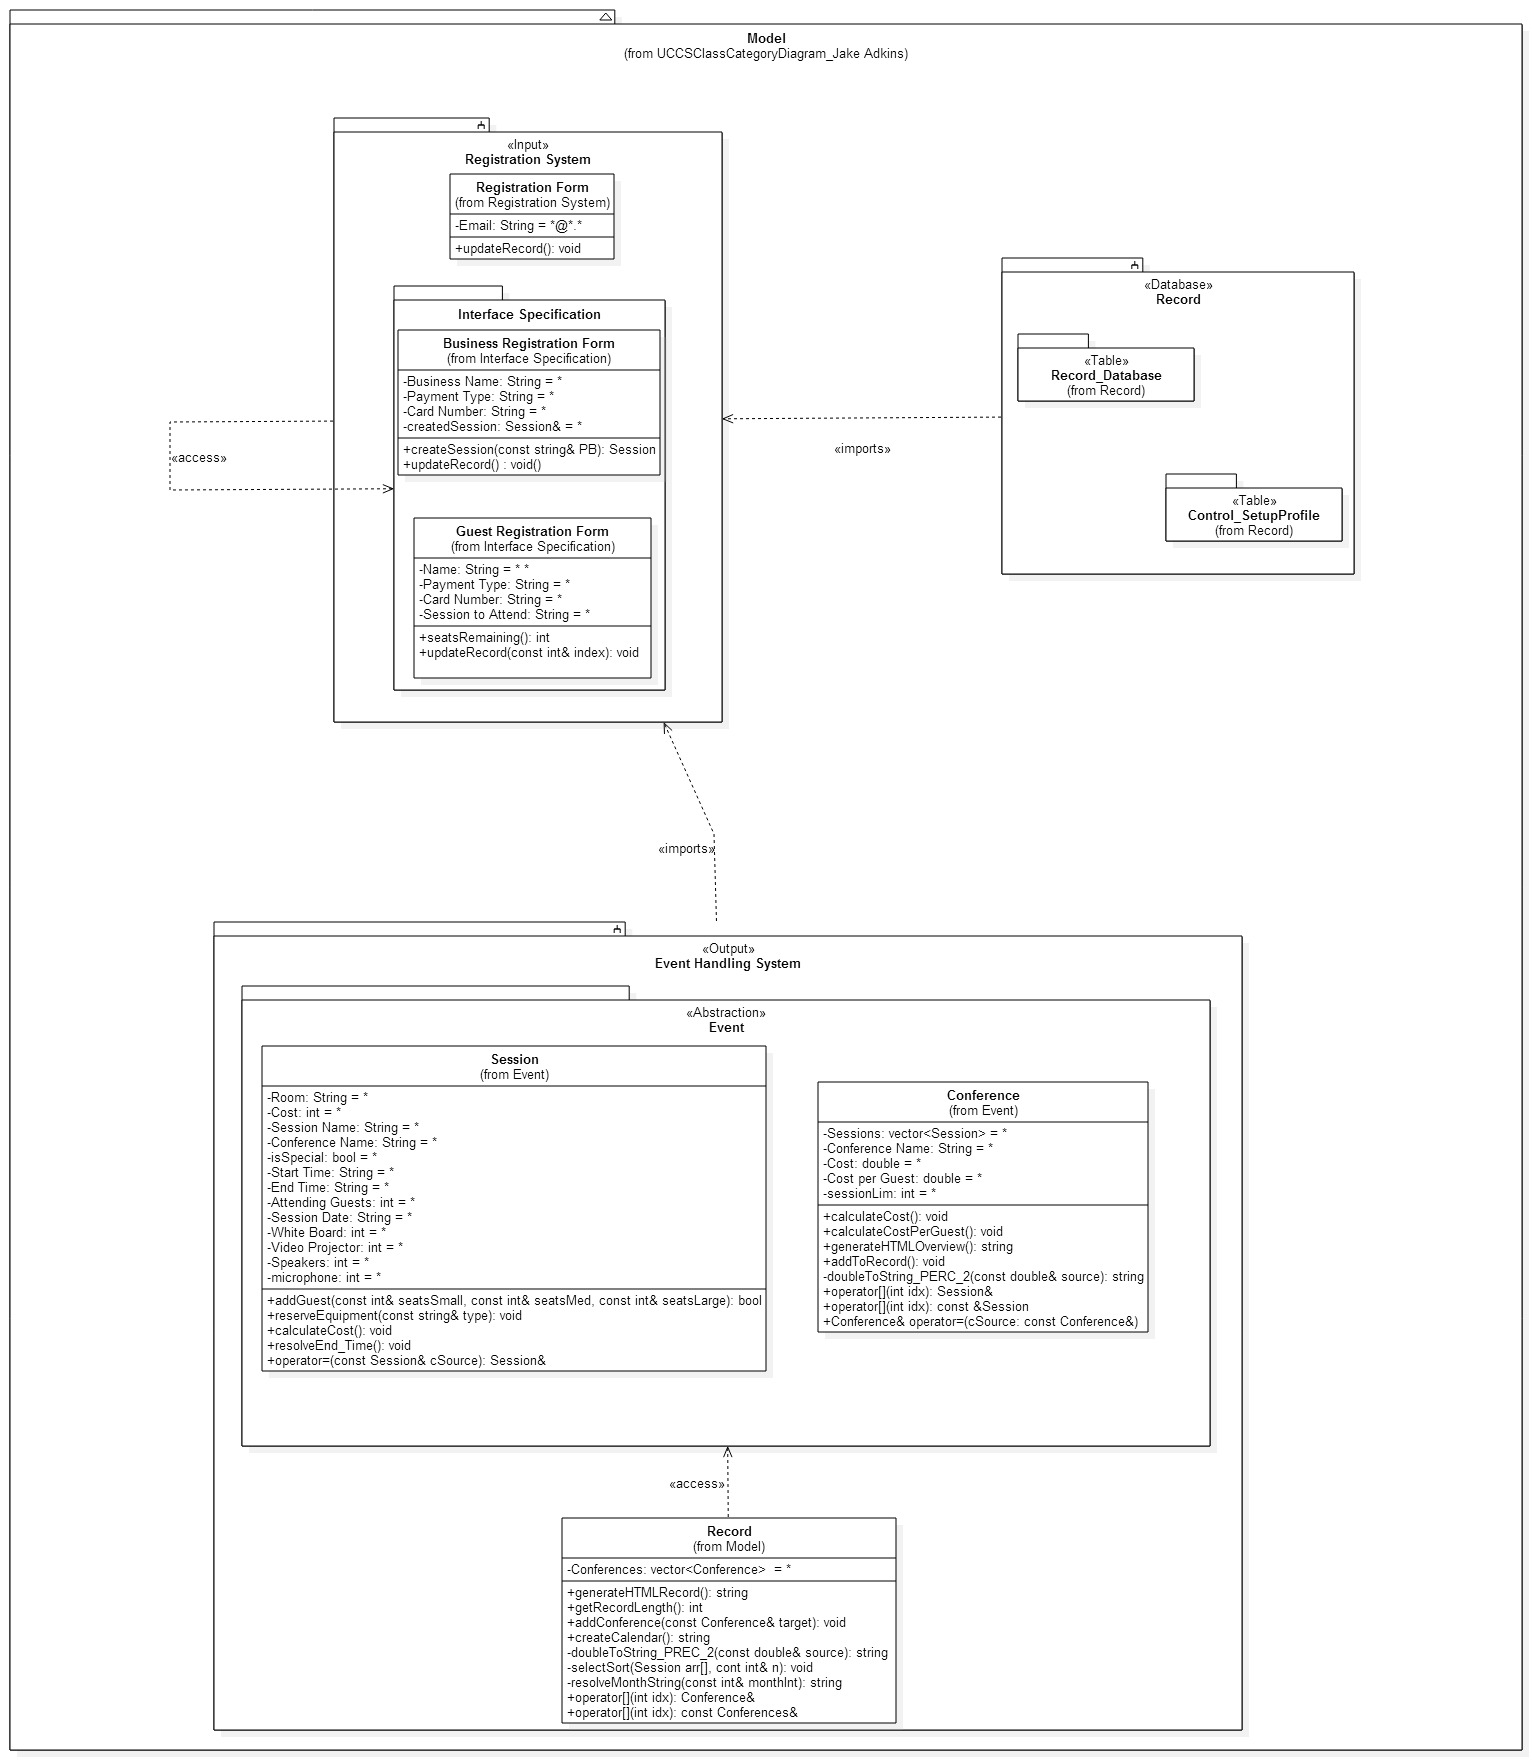 Model
(from UCCSClassCategoryDiagram_Jake Adkins)
«Input»
Registration System
Registration Form
(from Registration System)
-Email: String = *@*.*
+updateRecord(): void
Interface Specification
Business Registration Form
(from Interface Specification)
-Business Name: String = *
-Payment Type: String = *
-Card Number: String = *
-createdSession: Session& = *
+createSession(const string& PB): Session
+updateRecord() : void()
«access»
Guest Registration Form
(from Interface Specification)
-Name: String = * *
-Payment Type: String = *
-Card Number: String = *
-Session to Attend: String = *
+seatsRemaining(): int
+updateRecord(const int& index): void
«imports»
«Database»
Record
«Table»
Record_Database
(from Record)
«Table»
Control_SetupProfile
(from Record)
«imports»
«Output»
Event Handling System
«Abstraction»
Event
Session
(from Event)
-Room: String = *
-Cost: int = *
-Session Name: String = *
-Conference Name: String = *
-isSpecial: bool = *
-Start Time: String = *
-End Time: String = *
-Attending Guests: int = *
-Session Date: String = *
-White Board: int = *
-Video Projector: int = *
-Speakers: int = *
-microphone: int = *
+addGuest(const int& seatsSmall, const int& seatsMed, const int& seatsLarge): bool
+reserveEquipment(const string& type): void
+calculateCost(): void
+resolveEnd_Time(): void
+operator=(const Session& cSource): Session&
Conference
(from Event)
-Sessions: vector<Session> = *
-Conference Name: String = *
-Cost: double = *
-Cost per Guest: double = *
-sessionLim: int = *
+calculateCost(): void
+calculateCostPerGuest(): void
+generateHTMLOverview(): string
+addToRecord(): void
-doubleToString_PERC_2(const double& source): string
+operator[](int idx): Session&
+operator[](int idx): const &Session
+Conference& operator=(cSource: const Conference&)
«access»
Record
(from Model)
-Conferences: vector<Conference>  = *
+generateHTMLRecord(): string
+getRecordLength(): int
+addConference(const Conference& target): void
+createCalendar(): string
-doubleToString_PREC_2(const double& source): string
-selectSort(Session arr[], cont int& n): void
-resolveMonthString(const int& monthInt): string
+operator[](int idx): Conference&
+operator[](int idx): const Conferences&